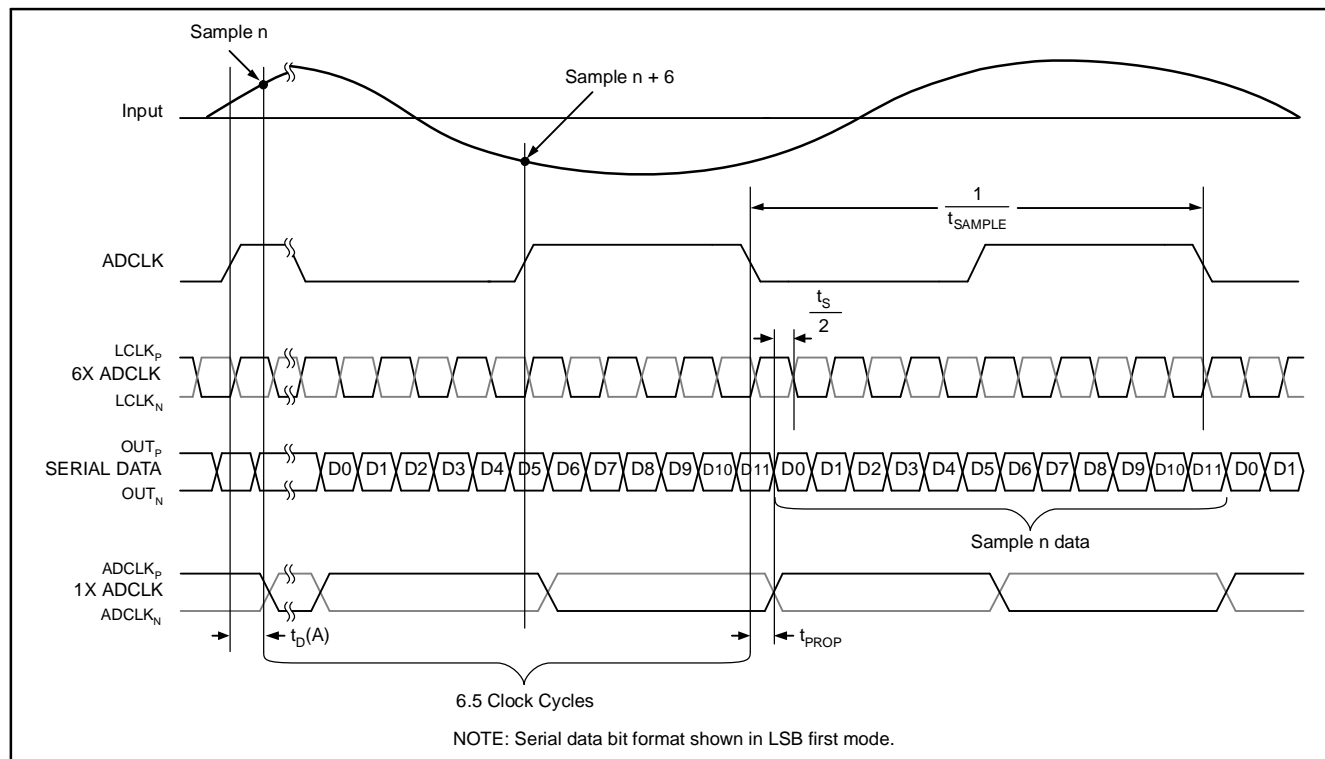 Sample n
Sample n + 6
Input
1
tSAMPLE
ADCLK
tS
2
LCLKP
6X ADCLK
LCLKN
OUTP
SERIAL DATA
OUTN
D0 D1 D2 D3 D4 D5 D6 D7 D8 D9 D10 D11 D0 D1 D2 D3 D4 D5 D6 D7 D8 D9 D10 D11 D0 D1
Sample n data
ADCLKP
1X ADCLK
ADCLKN
tD(A)
tPROP
6.5 Clock Cycles
NOTE: Serial data bit format shown in LSB first mode.